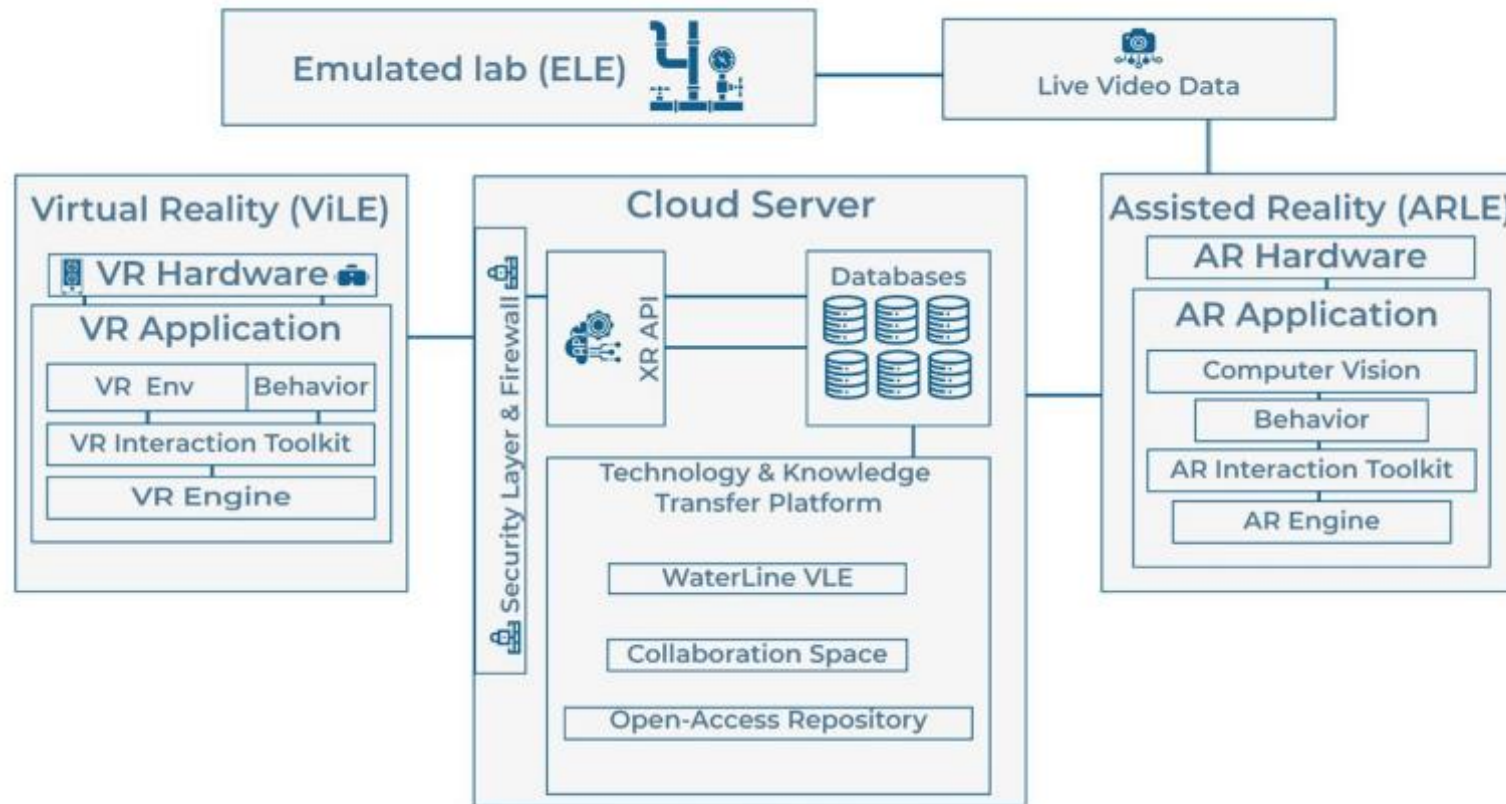 Emulated lab (ELE)
Live Video Data
Virtual Reality (ViLE)
VR Hardware
VR Application
VR Env
Behavior
VR Interaction Toolkit
VR Engine
Cloud Server
Security Layer & Firewall
API
XR API
Databases
Technology & Knowledge
Transfer Platform
WaterLine VLE
Collaboration Space
Open-Access Repository
Assisted Reality (ARLE)
AR Hardware
AR Application
Computer Vision
Behavior
AR Interaction Toolkit
AR Engine